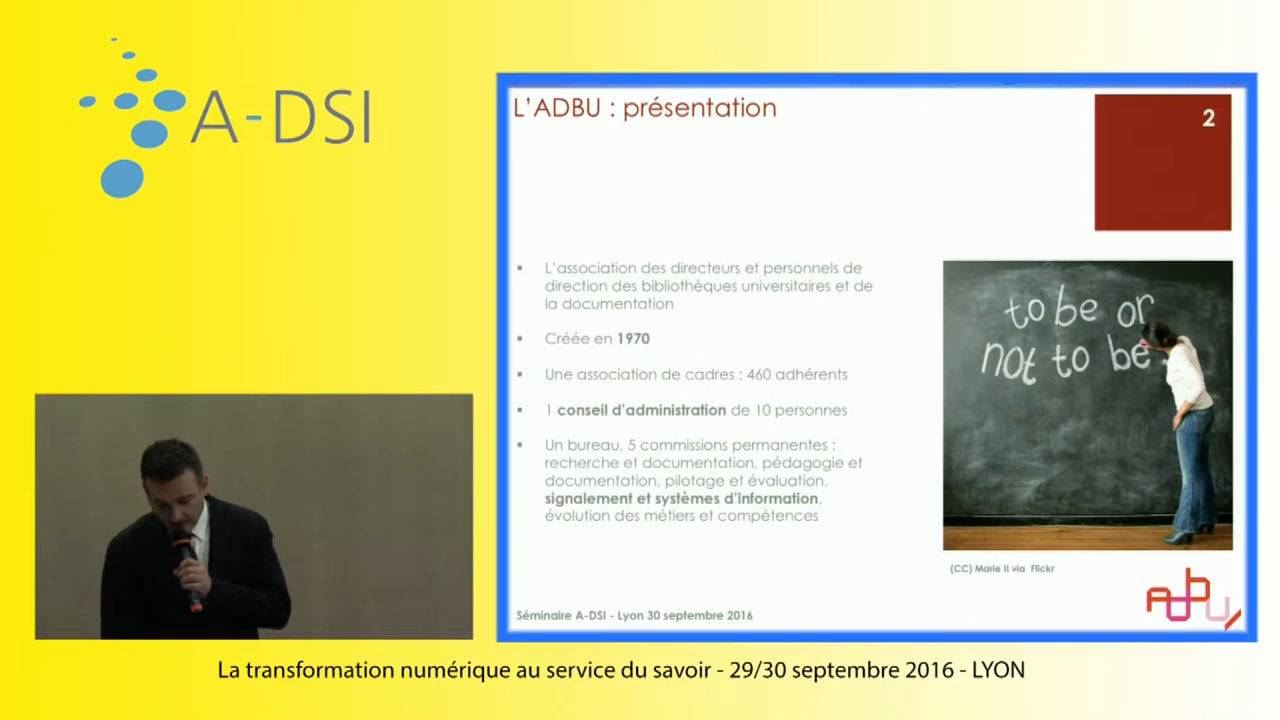 A-DSI
L'ADBU : présentation
2
▪ L'association des directeurs et personnels de
direction des bibliothèques universitaires et de
la documentation
▪ Créée en 1970
▪ Une association de cadres : 460 adhérents
▪ 1 conseil d'administration de 10 personnes
▪ Un bureau, 5 commissions permanentes :
recherche et documentation, pédagogie et
documentation, pilotage et évaluation,
signalement et systèmes d'information,
évolution des métiers et compétences
to be or
not to be
(CC) Marie II via Flickr
Séminaire A-DSI - Lyon 30 septembre 2016
Adbu
La transformation numérique au service du savoir - 29/30 septembre 2016 - LYON